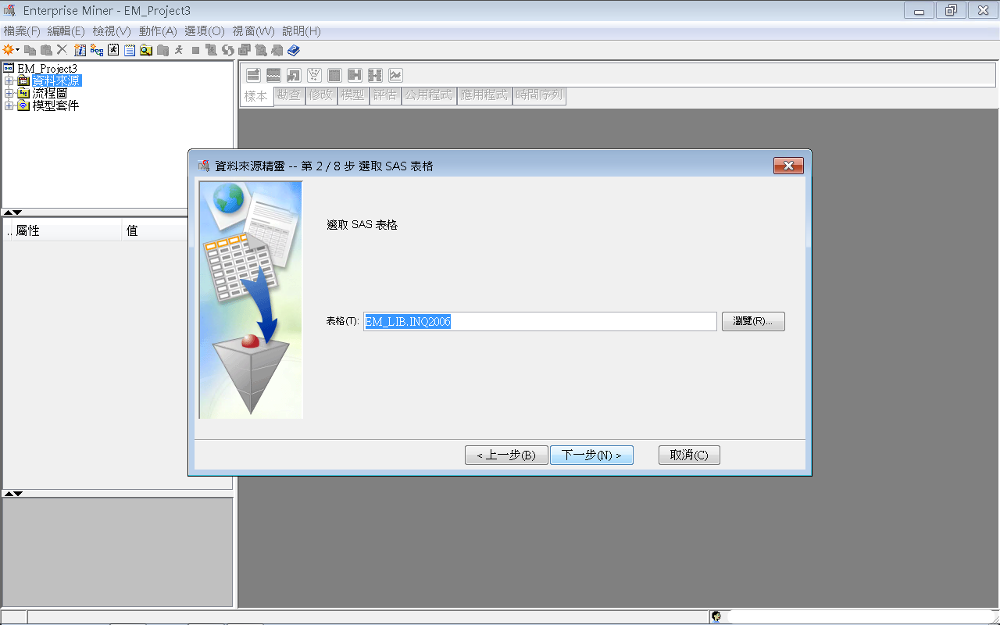 Enterprise Miner - EM_Project3
檔案(F) 編輯(E) 檢視(V) 動作(A) 選項(O) 視窗(W) 說明(H)
EM_Project3
資料來源
流程圖
模型套件
樣本 勘查 修改 模型 評估 公用程式 應用程式 時間序列
.. 屬性 值
資料來源精靈 -- 第 2 / 8 步 選取 SAS 表格
選取 SAS 表格
表格(T): EM_LIB.INQ2006 瀏覽(R)...
< 上一步(B) 下一步(N) > 取消(C)